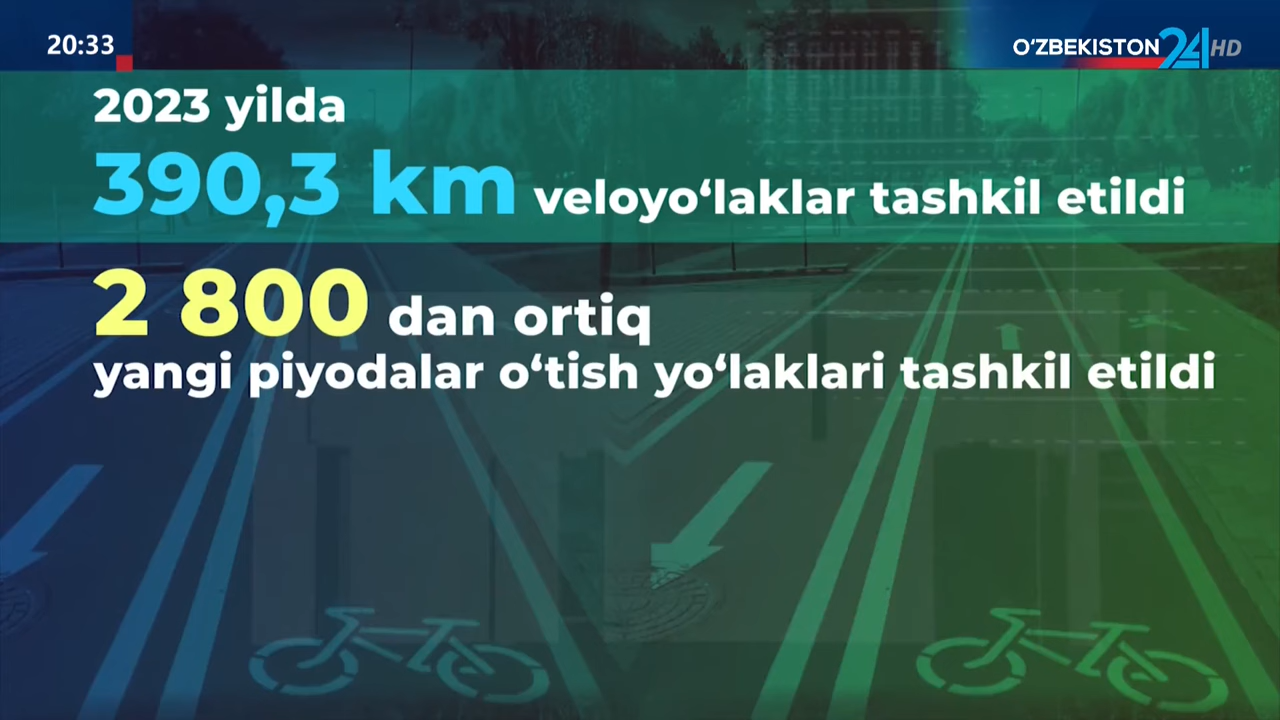 20:33
O‘ZBEKISTON 24 HD
2023 yilda
390,3 km veloyo‘laklar tashkil etildi
2 800 dan ortiq
yangi piyodalar o‘tish yo‘laklari tashkil etildi